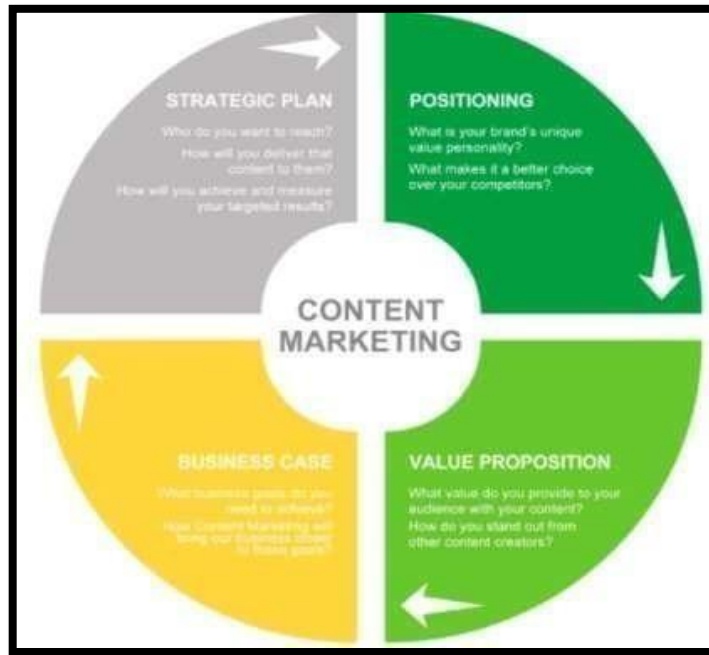 STRATEGIC PLAN
Who do you want to reach?
How will you deliver that
content to them?
How will you achieve and measure
your targeted results?
POSITIONING
What is your brand's unique
value personality?
What makes it a better choice
over your competitors?
CONTENT
MARKETING
BUSINESS CASE
What business goals do you
need to achieve?
How Content Marketing will
bring our Business closer
to those goals?
VALUE PROPOSITION
What value do you provide to your
audience with your content?
How do you stand out from
other content creators?